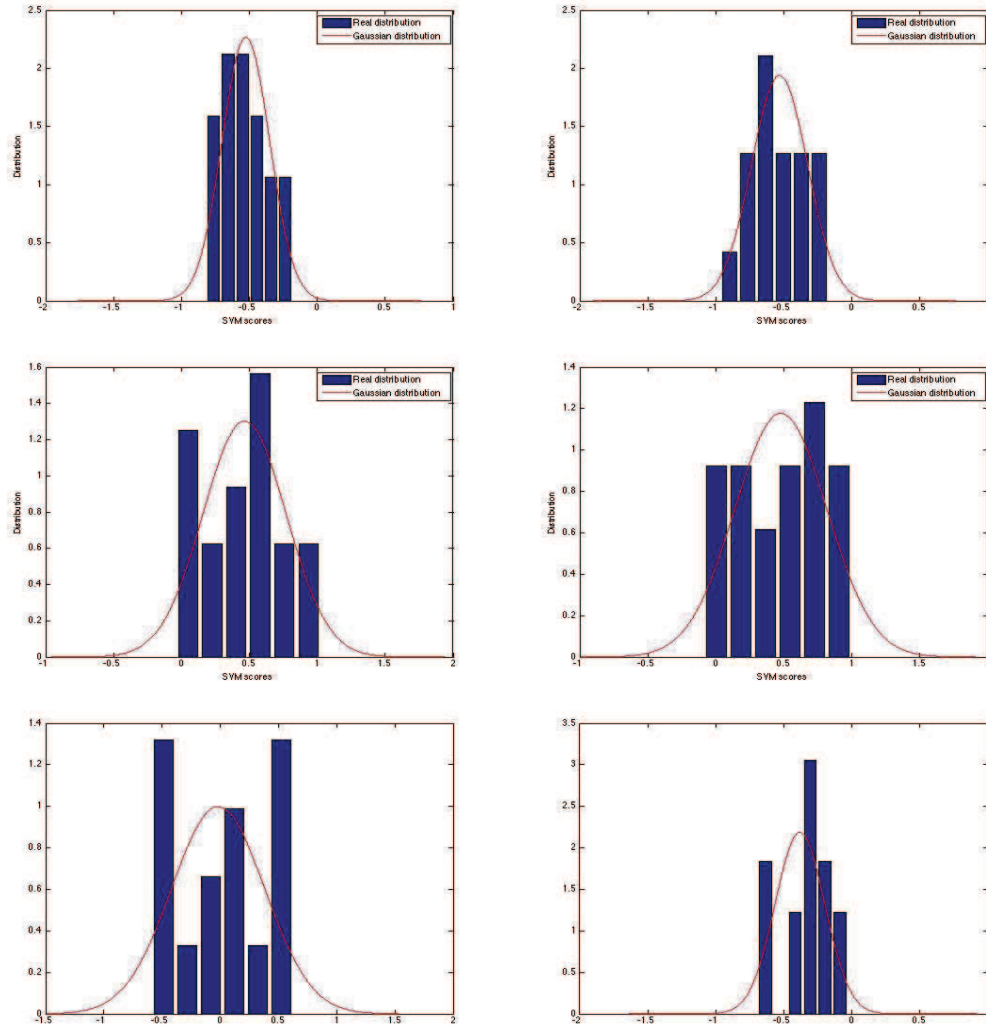 2.5
Real distribution
Gaussian distribution
2
1.5
Distribution
1
0.5
0
-2 -1.5 -1 -0.5 0 0.5 1
SVM scores
2.5
Real distribution
Gaussian distribution
2
1.5
Distribution
1
0.5
0
-2 -1.5 -1 -0.5 0 0.5
SVM scores
1.6
Real distribution
Gaussian distribution
1.4
1.2
1
Distribution
0.8
0.6
0.4
0.2
0
-1 -0.5 0 0.5 1 1.5 2
SVM scores
1.4
Real distribution
Gaussian distribution
1.2
1
0.8
Distribution
0.6
0.4
0.2
0
-1 -0.5 0 0.5 1 1.5
SVM scores
1.4
1.2
1
0.8
0.6
0.4
0.2
0
-1.5 -1 -0.5 0 0.5 1 1.5 2
3.5
3
2.5
2
1.5
1
0.5
0
-2 -1.5 -1 -0.5 0 0.5